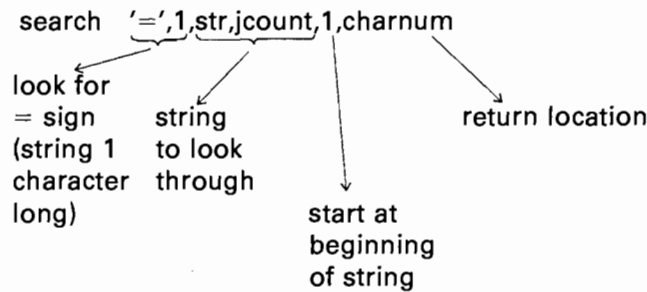 search '=',1,str,jcount,1,charnum
look for
= sign
(string 1
character
long)
string
to look
through
start at
beginning
of string
return location